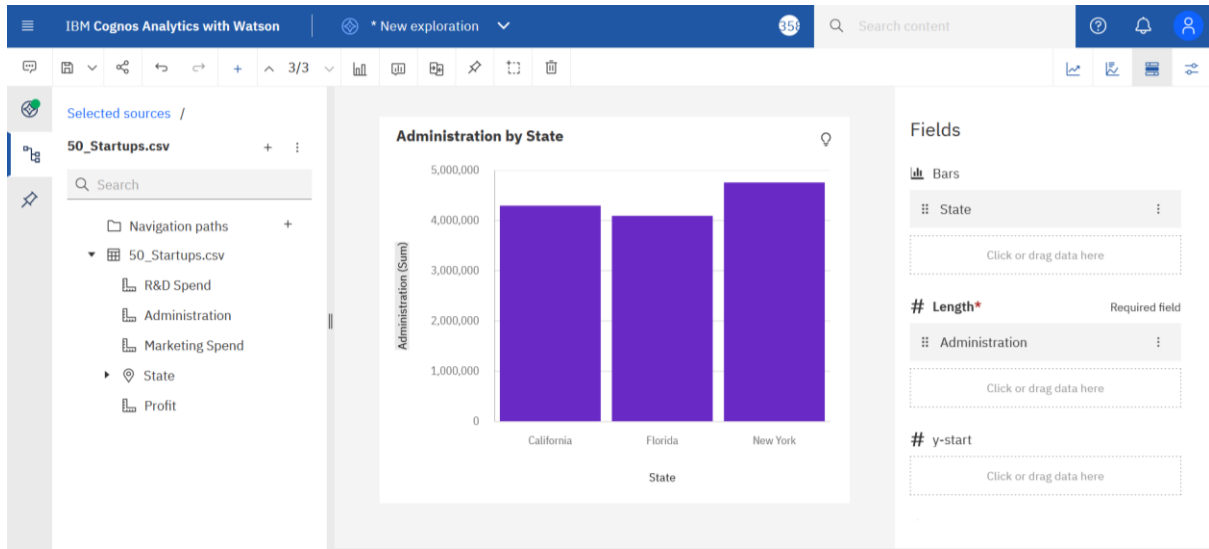 IBM Cognos Analytics with Watson
* New exploration
358
Search content
3/3
Selected sources /
50_Startups.csv
Search
Navigation paths
50_Startups.csv
R&D Spend
Administration
Marketing Spend
State
Profit
Administration by State
Administration (Sum)
5,000,000
4,000,000
3,000,000
2,000,000
1,000,000
0
California
Florida
New York
State
Fields
Bars
State
Click or drag data here
# Length* Required field
Administration
Click or drag data here
# y-start
Click or drag data here